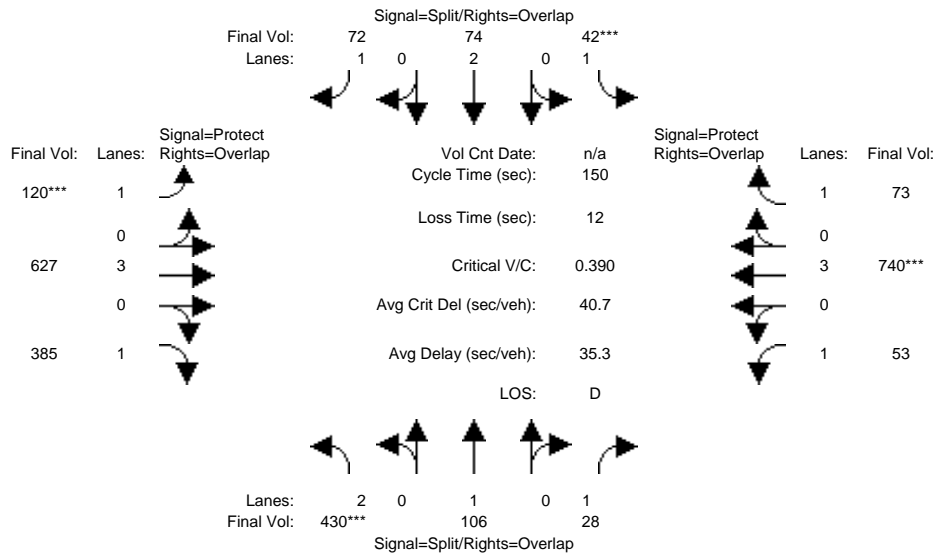 Signal=Split/Rights=Overlap
Final Vol: 72 74 42***
Lanes: 1 0 2 0 1
Signal=Protect Signal=Protect
Final Vol: Lanes: Rights=Overlap Vol Cnt Date: n/a Rights=Overlap Lanes: Final Vol:
Cycle Time (sec): 150
120*** 1 1 73
Loss Time (sec): 12
0 0
627 3 Critical V/C: 0.390 3 740***
0 Avg Crit Del (sec/veh): 40.7 0
385 1 Avg Delay (sec/veh): 35.3 1 53
LOS: D
Lanes: 2 0 1 0 1
Final Vol: 430*** 106 28
Signal=Split/Rights=Overlap